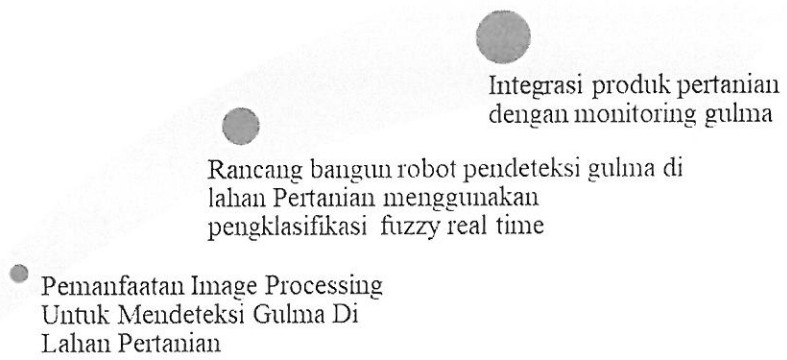 Integrasi produk pertanian
dengan monitoring gulma
Rancang bangun robot pendeteksi gulma di
lahan Pertanian menggunakan
pengklasifikasi fuzzy real time
Pemanfaatan Image Processing
Untuk Mendeteksi Gulma Di
Lahan Pertanian